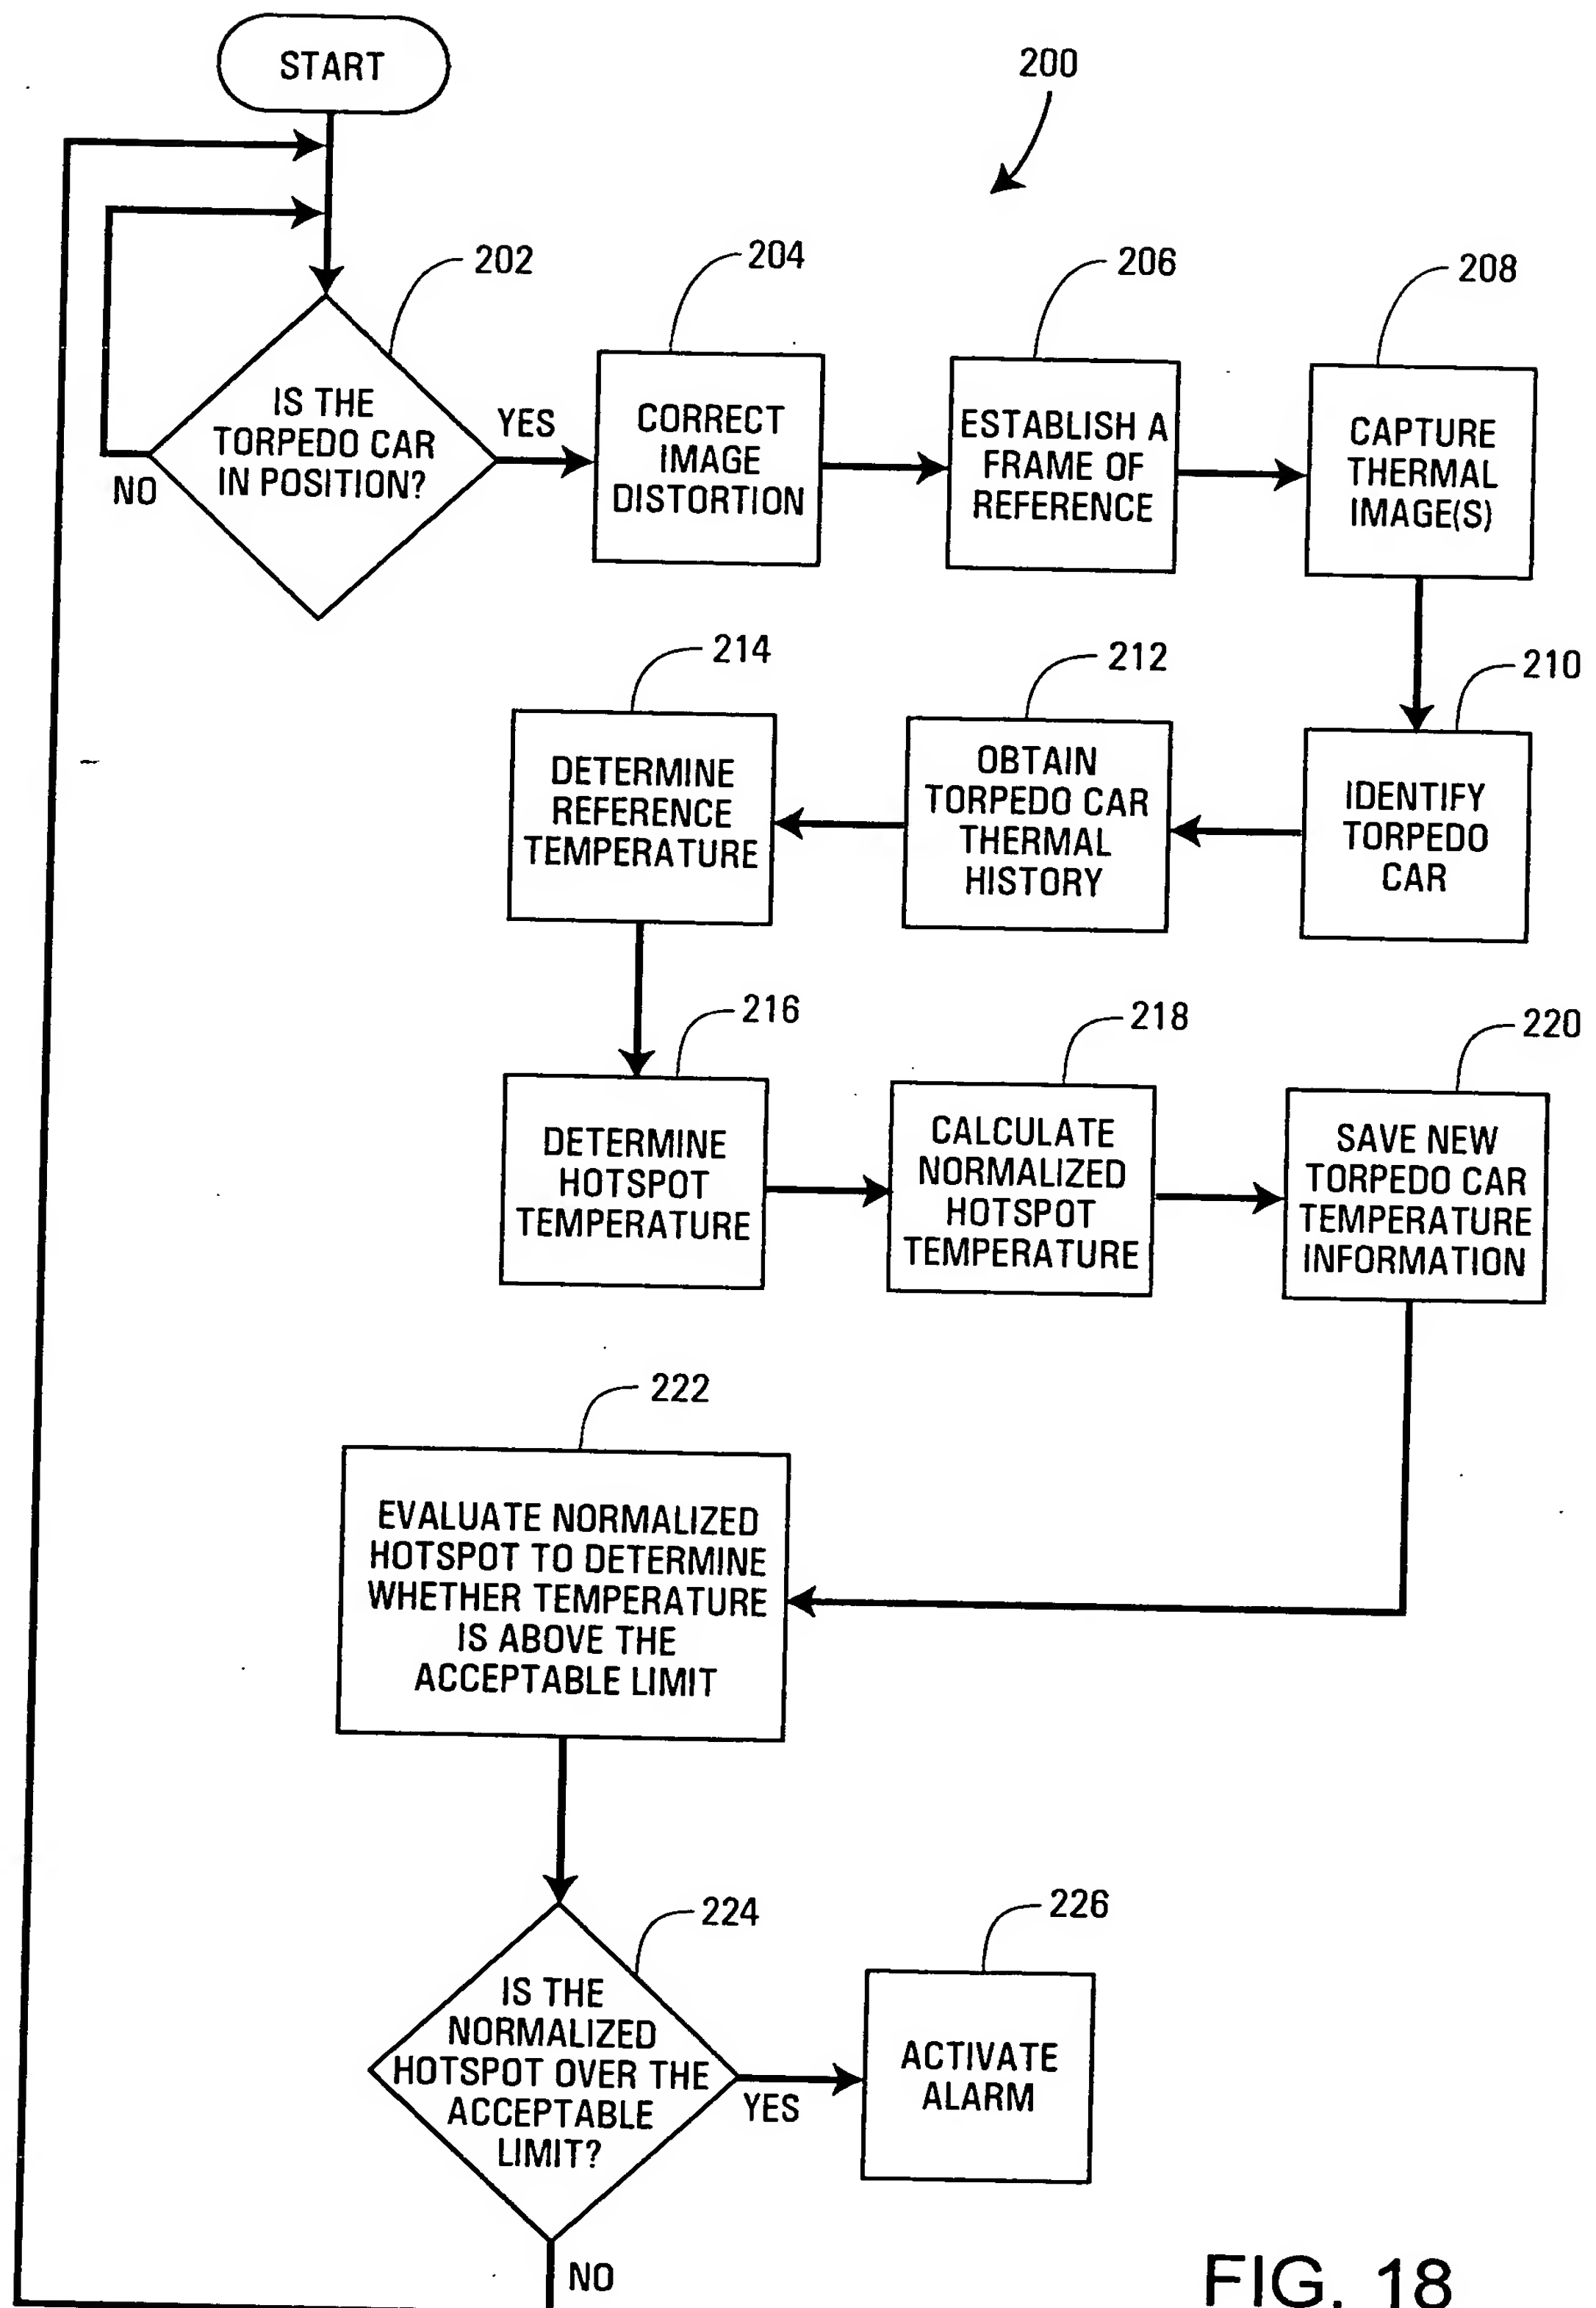 START
200
202
204
206
208
IS THE
TORPEDO CAR
IN POSITION?
YES
NO
CORRECT
IMAGE
DISTORTION
ESTABLISH A
FRAME OF
REFERENCE
CAPTURE
THERMAL
IMAGE(S)
214
212
210
DETERMINE
REFERENCE
TEMPERATURE
OBTAIN
TORPEDO CAR
THERMAL
HISTORY
IDENTIFY
TORPEDO
CAR
216
218
220
DETERMINE
HOTSPOT
TEMPERATURE
CALCULATE
NORMALIZED
HOTSPOT
TEMPERATURE
SAVE NEW
TORPEDO CAR
TEMPERATURE
INFORMATION
222
EVALUATE NORMALIZED
HOTSPOT TO DETERMINE
WHETHER TEMPERATURE
IS ABOVE THE
ACCEPTABLE LIMIT
224
226
IS THE
NORMALIZED
HOTSPOT OVER THE
ACCEPTABLE
LIMIT?
YES
ACTIVATE
ALARM
NO
FIG. 18